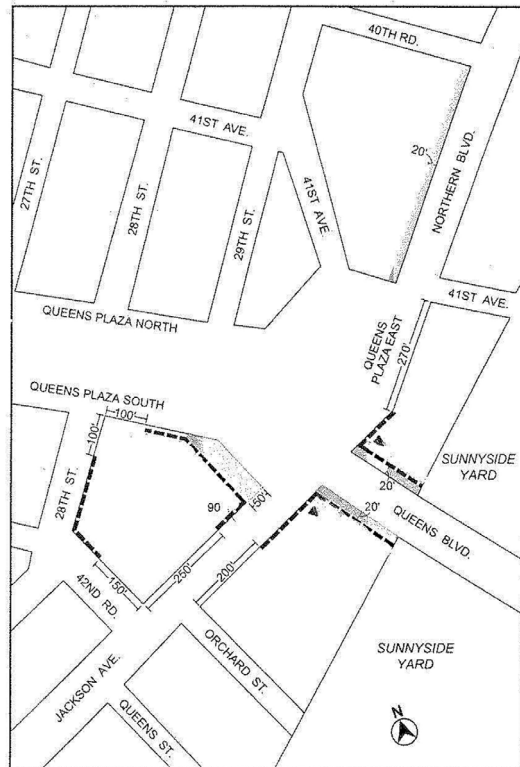 40TH RD.
41ST AVE.
20'
NORTHERN BLVD.
27TH ST.
28TH ST.
29TH ST.
41ST AVE.
41ST AVE.
QUEENS PLAZA NORTH
QUEENS
PLAZA EAST
270'
QUEENS PLAZA SOUTH
100'
100'
SUNNYSIDE
YARD
20'
28TH ST.
50'
20'
QUEENS BLVD.
90
150'
250'
200'
42ND RD.
ORCHARD ST.
SUNNYSIDE
YARD
JACKSON AVE.
QUEENS ST.
N